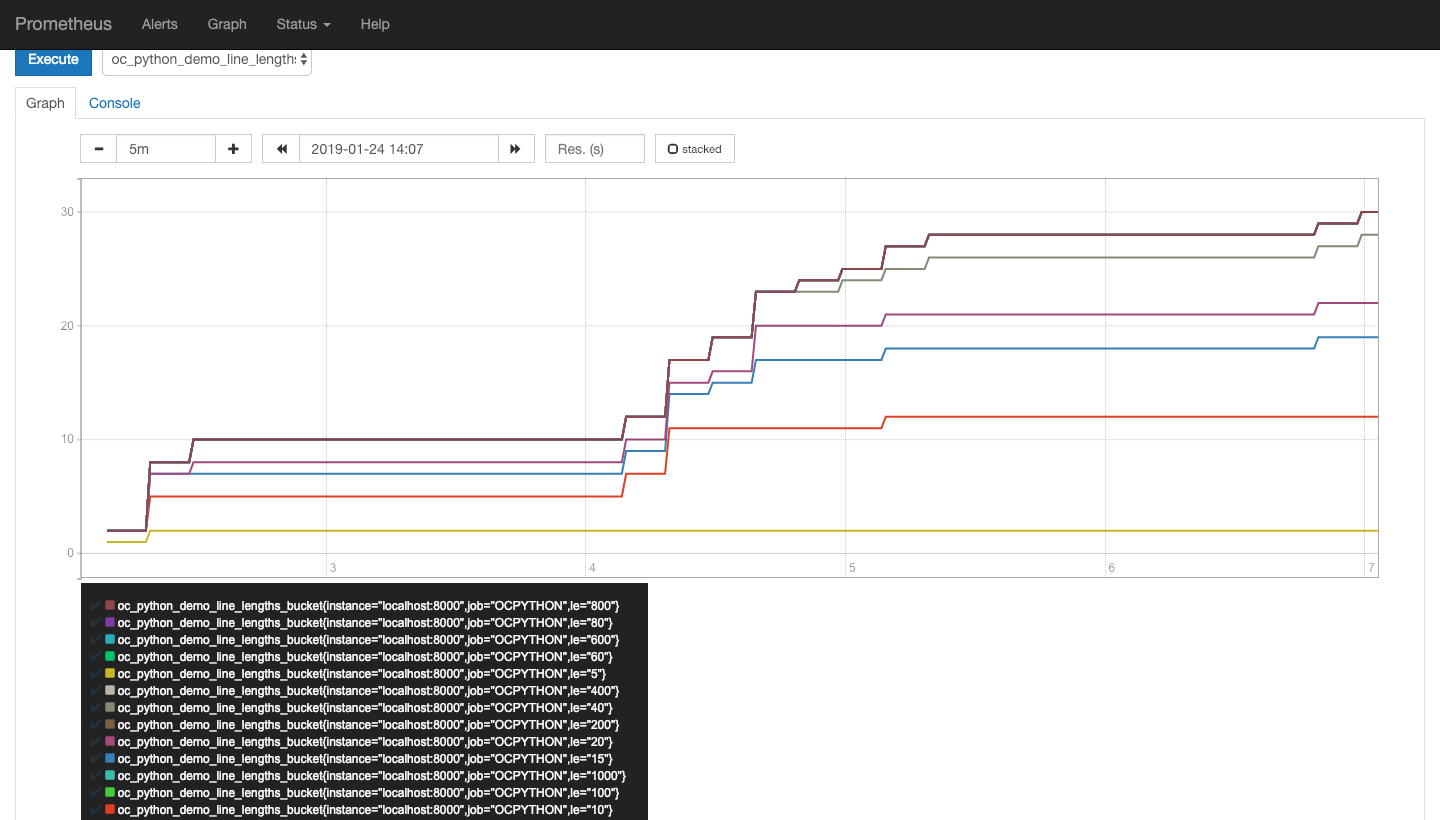 Prometheus Alerts Graph Status Help
Execute oc_python_demo_line_lengths
Graph Console
5m 2019-01-24 14:07 Res. (s) stacked
30
20
10
0
3 4 5 6 7
oc_python_demo_line_lengths_bucket{instance="localhost:8000",job="OCPYTHON",le="800"}
oc_python_demo_line_lengths_bucket{instance="localhost:8000",job="OCPYTHON",le="80"}
oc_python_demo_line_lengths_bucket{instance="localhost:8000",job="OCPYTHON",le="600"}
oc_python_demo_line_lengths_bucket{instance="localhost:8000",job="OCPYTHON",le="60"}
oc_python_demo_line_lengths_bucket{instance="localhost:8000",job="OCPYTHON",le="5"}
oc_python_demo_line_lengths_bucket{instance="localhost:8000",job="OCPYTHON",le="400"}
oc_python_demo_line_lengths_bucket{instance="localhost:8000",job="OCPYTHON",le="40"}
oc_python_demo_line_lengths_bucket{instance="localhost:8000",job="OCPYTHON",le="200"}
oc_python_demo_line_lengths_bucket{instance="localhost:8000",job="OCPYTHON",le="20"}
oc_python_demo_line_lengths_bucket{instance="localhost:8000",job="OCPYTHON",le="15"}
oc_python_demo_line_lengths_bucket{instance="localhost:8000",job="OCPYTHON",le="1000"}
oc_python_demo_line_lengths_bucket{instance="localhost:8000",job="OCPYTHON",le="100"}
oc_python_demo_line_lengths_bucket{instance="localhost:8000",job="OCPYTHON",le="10"}